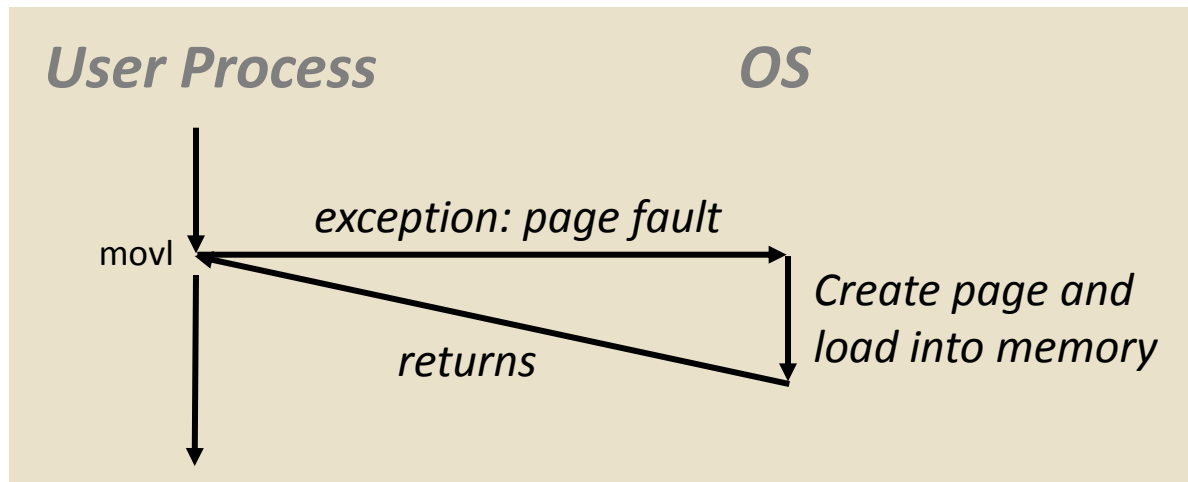 User Process
OS
exception: page fault
movl
Create page and
load into memory
returns